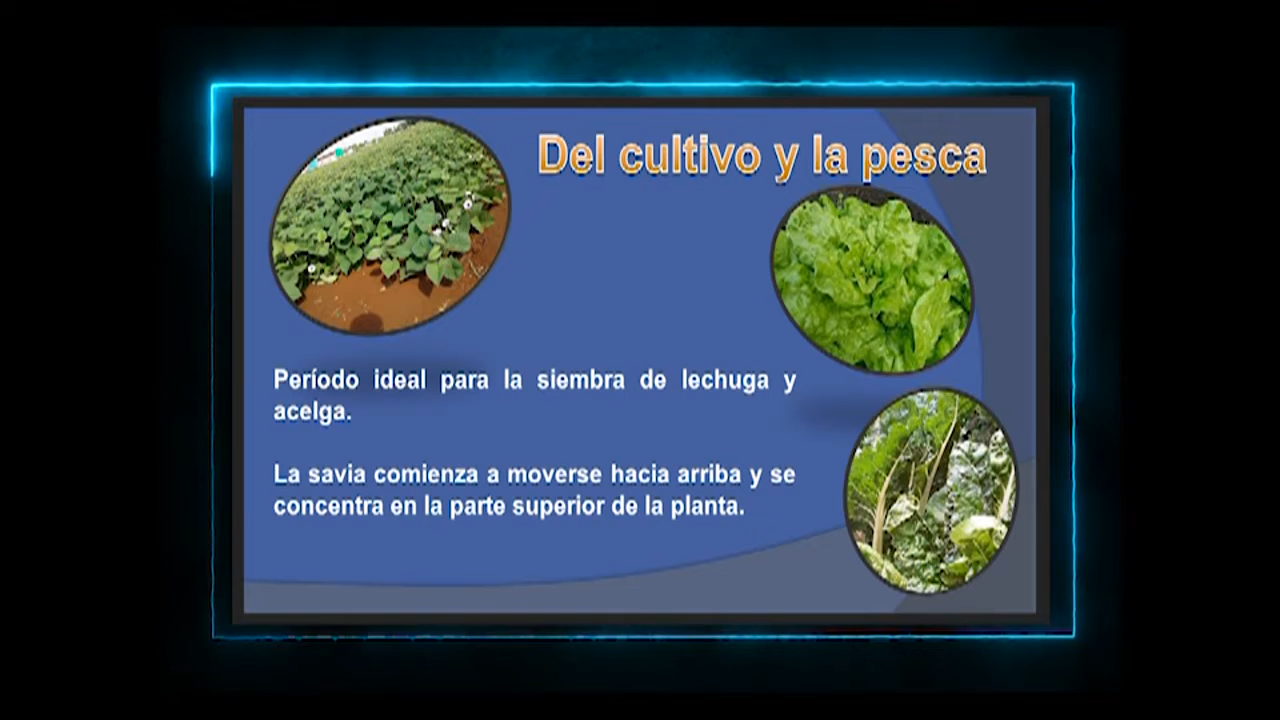 Del cultivo y la pesca
Período ideal para la siembra de lechuga y
acelga.
La savia comienza a moverse hacia arriba y se
concentra en la parte superior de la planta.